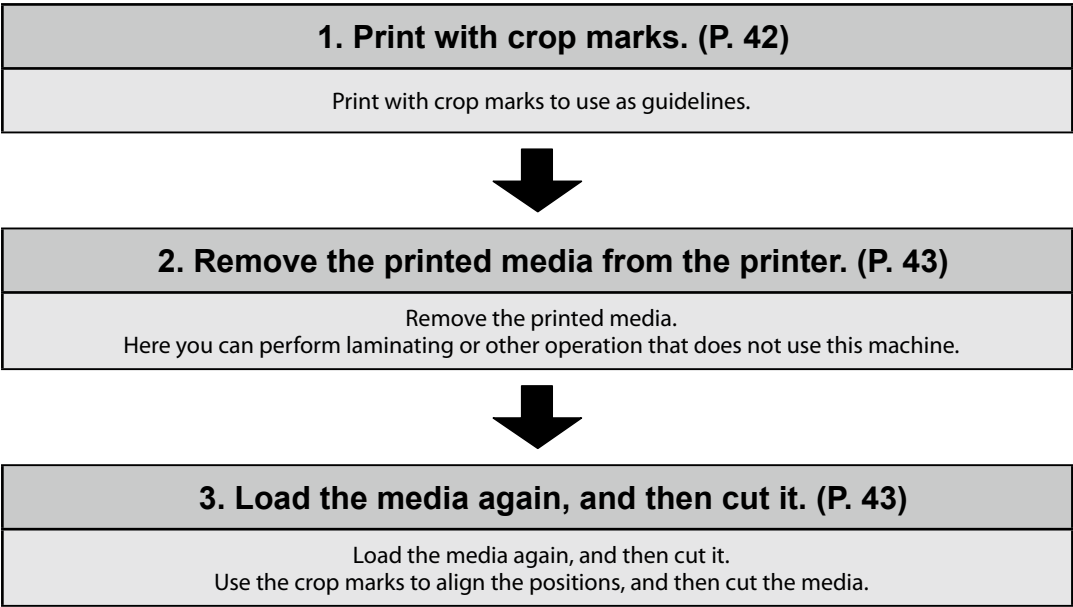 1. Print with crop marks. (P. 42)
Print with crop marks to use as guidelines.
2. Remove the printed media from the printer. (P. 43)
Remove the printed media.
Here you can perform laminating or other operation that does not use this machine.
3. Load the media again, and then cut it. (P. 43)
Load the media again, and then cut it.
Use the crop marks to align the positions, and then cut the media.